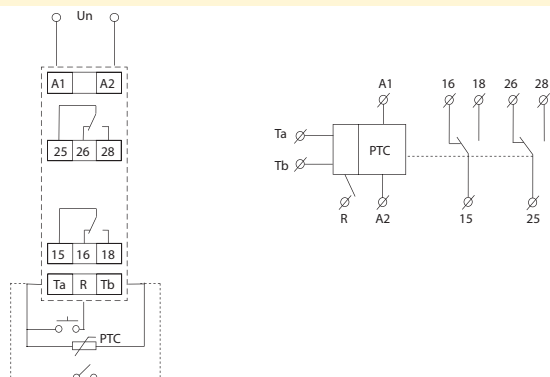 Un
A1 A2
25 26 28
15 16 18
Ta R Tb
PTC
A1 16 18 26 28
Ta
PTC
Tb
R A2 15 25